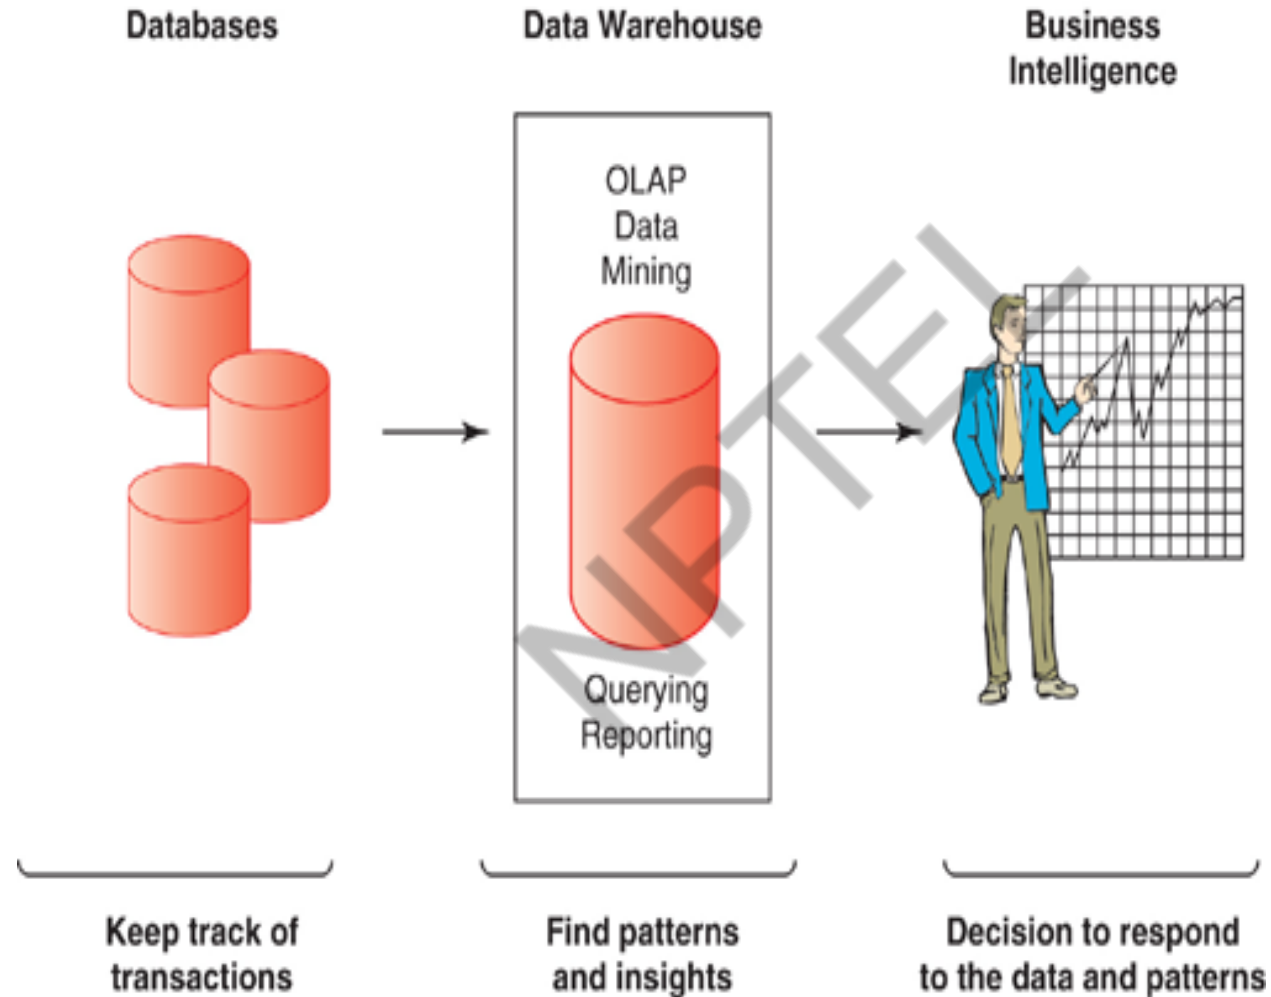 Databases
Data Warehouse
Business
Intelligence
OLAP
Data
Mining
Querying
Reporting
NPTEL
Keep track of
transactions
Find patterns
and insights
Decision to respond
to the data and patterns